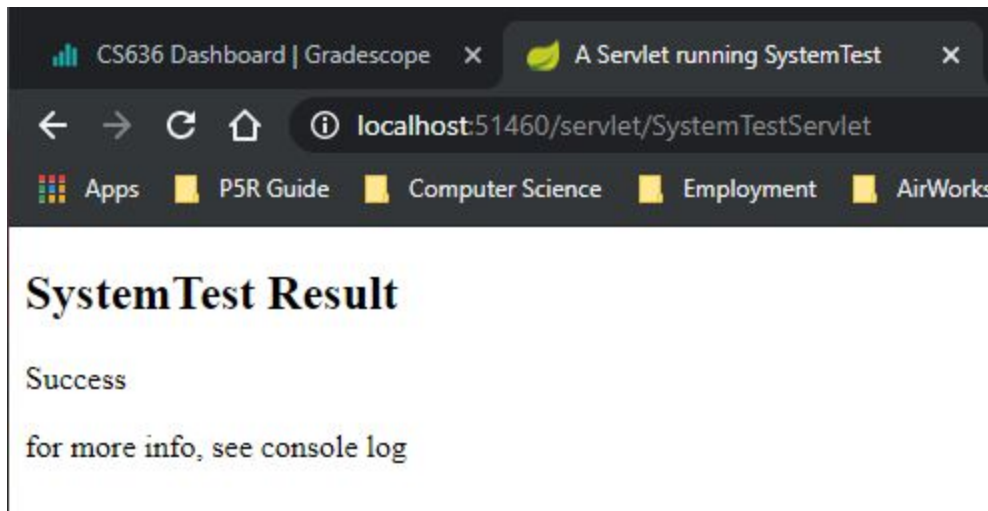 CS636 Dashboard | Gradescope A Servlet running SystemTest
localhost:51460/servlet/SystemTestServlet
Apps P5R Guide Computer Science Employment AirWorks
SystemTest Result
Success
for more info, see console log